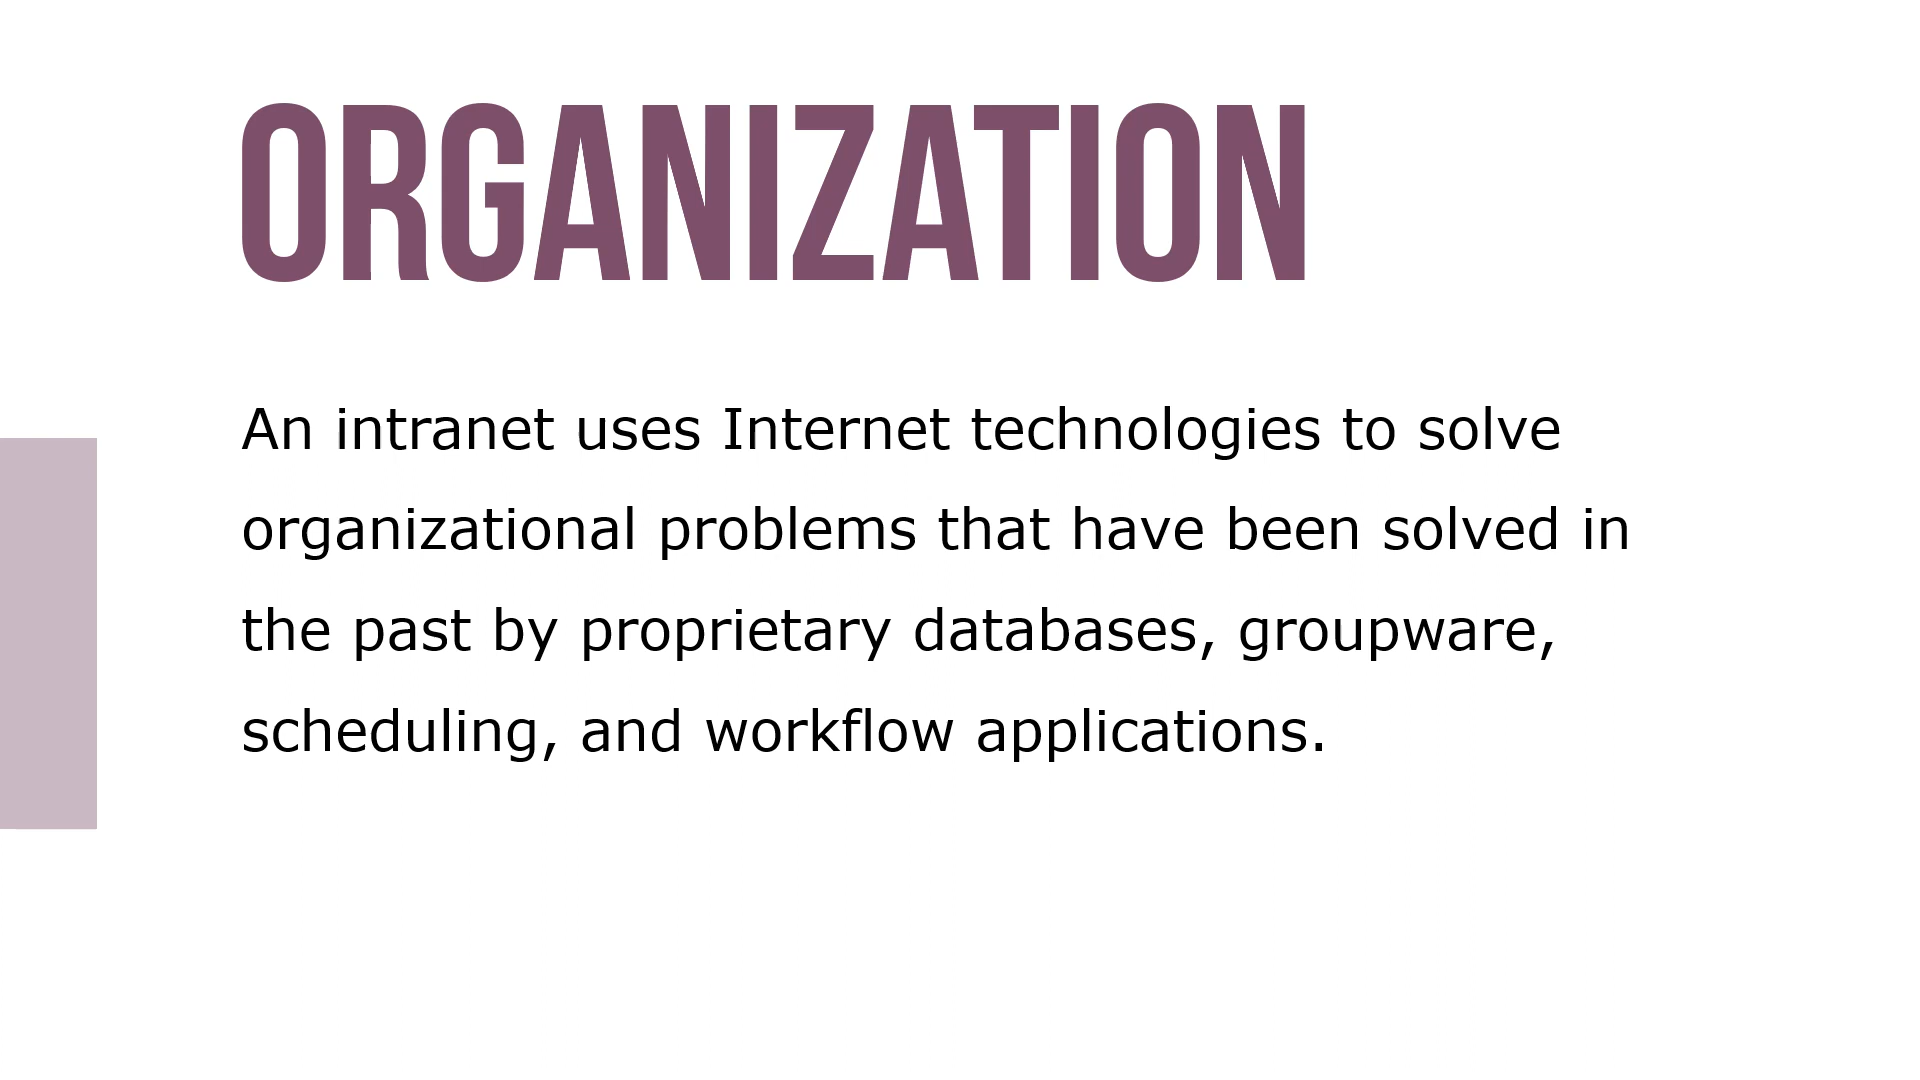 ORGANIZATION
An intranet uses Internet technologies to solve
organizational problems that have been solved in
the past by proprietary databases, groupware,
scheduling, and workflow applications.